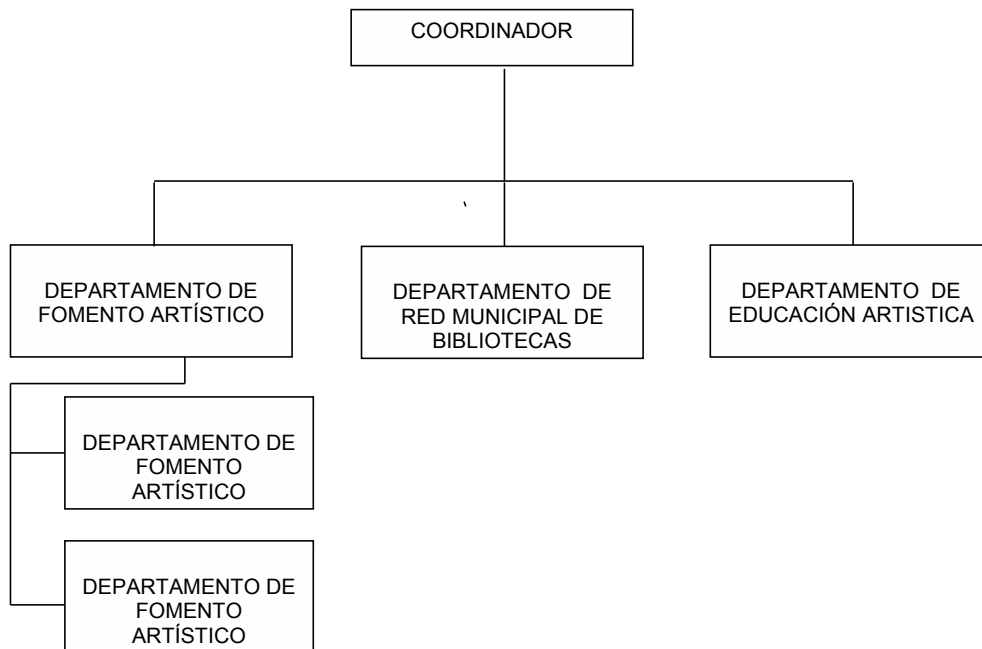 COORDINADOR
DEPARTAMENTO DE
FOMENTO ARTÍSTICO
DEPARTAMENTO DE
RED MUNICIPAL DE
BIBLIOTECAS
DEPARTAMENTO DE
EDUCACIÓN ARTISTICA
DEPARTAMENTO DE
FOMENTO
ARTÍSTICO
DEPARTAMENTO DE
FOMENTO
ARTÍSTICO